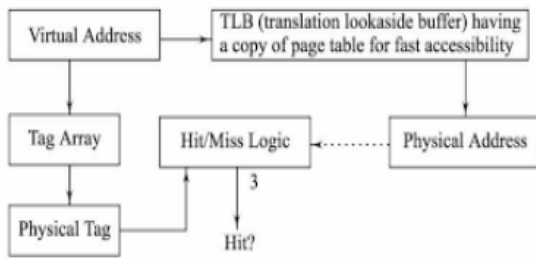 Virtual Address
TLB (translation lookaside buffer) having
a copy of page table for fast accessibility
Tag Array
Hit/Miss Logic
Physical Address
3
Physical Tag
Hit?